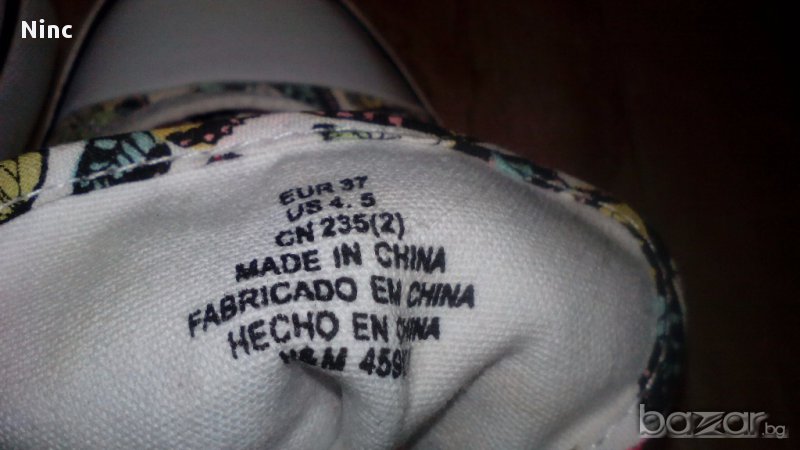 Ninc
EUR 37
US 4.5
CN 235(2)
MADE IN CHINA
FABRICADO EM CHINA
HECHO EN CHINA
H&M
bazar.bg